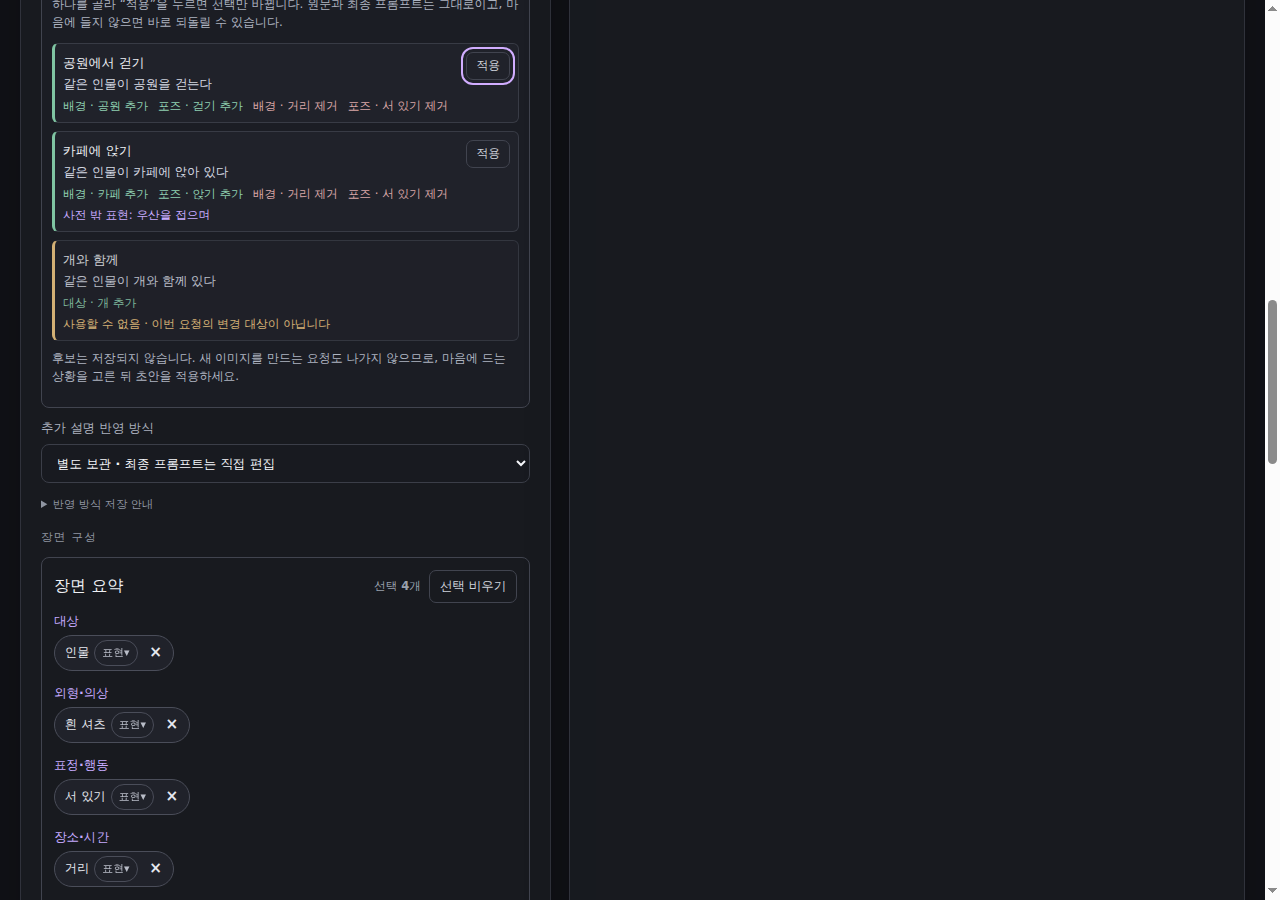 하나를 골라 “적용”을 누르면 선택만 바뀝니다. 원문과 최종 프롬프트는 그대로이고, 마
음에 들지 않으면 바로 되돌릴 수 있습니다.
공원에서 걷기
적용
같은 인물이 공원을 걷는다
배경 · 공원 추가 포즈 · 걷기 추가 배경 · 거리 제거 포즈 · 서 있기 제거
카페에 앉기
적용
같은 인물이 카페에 앉아 있다
배경 · 카페 추가 포즈 · 앉기 추가 배경 · 거리 제거 포즈 · 서 있기 제거
사전 밖 표현: 우산을 접으며
개와 함께
같은 인물이 개와 함께 있다
대상 · 개 추가
사용할 수 없음 · 이번 요청의 변경 대상이 아닙니다
후보는 저장되지 않습니다. 새 이미지를 만드는 요청도 나가지 않으므로, 마음에 드는
상황을 고른 뒤 초안을 적용하세요.
추가 설명 반영 방식
별도 보관 · 최종 프롬프트는 직접 편집
▶ 반영 방식 저장 안내
장면 구성
장면 요약
선택 4개
선택 비우기
대상
인물 표현▾ ×
외형·의상
흰 셔츠 표현▾ ×
표정·행동
서 있기 표현▾ ×
장소·시간
거리 표현▾ ×